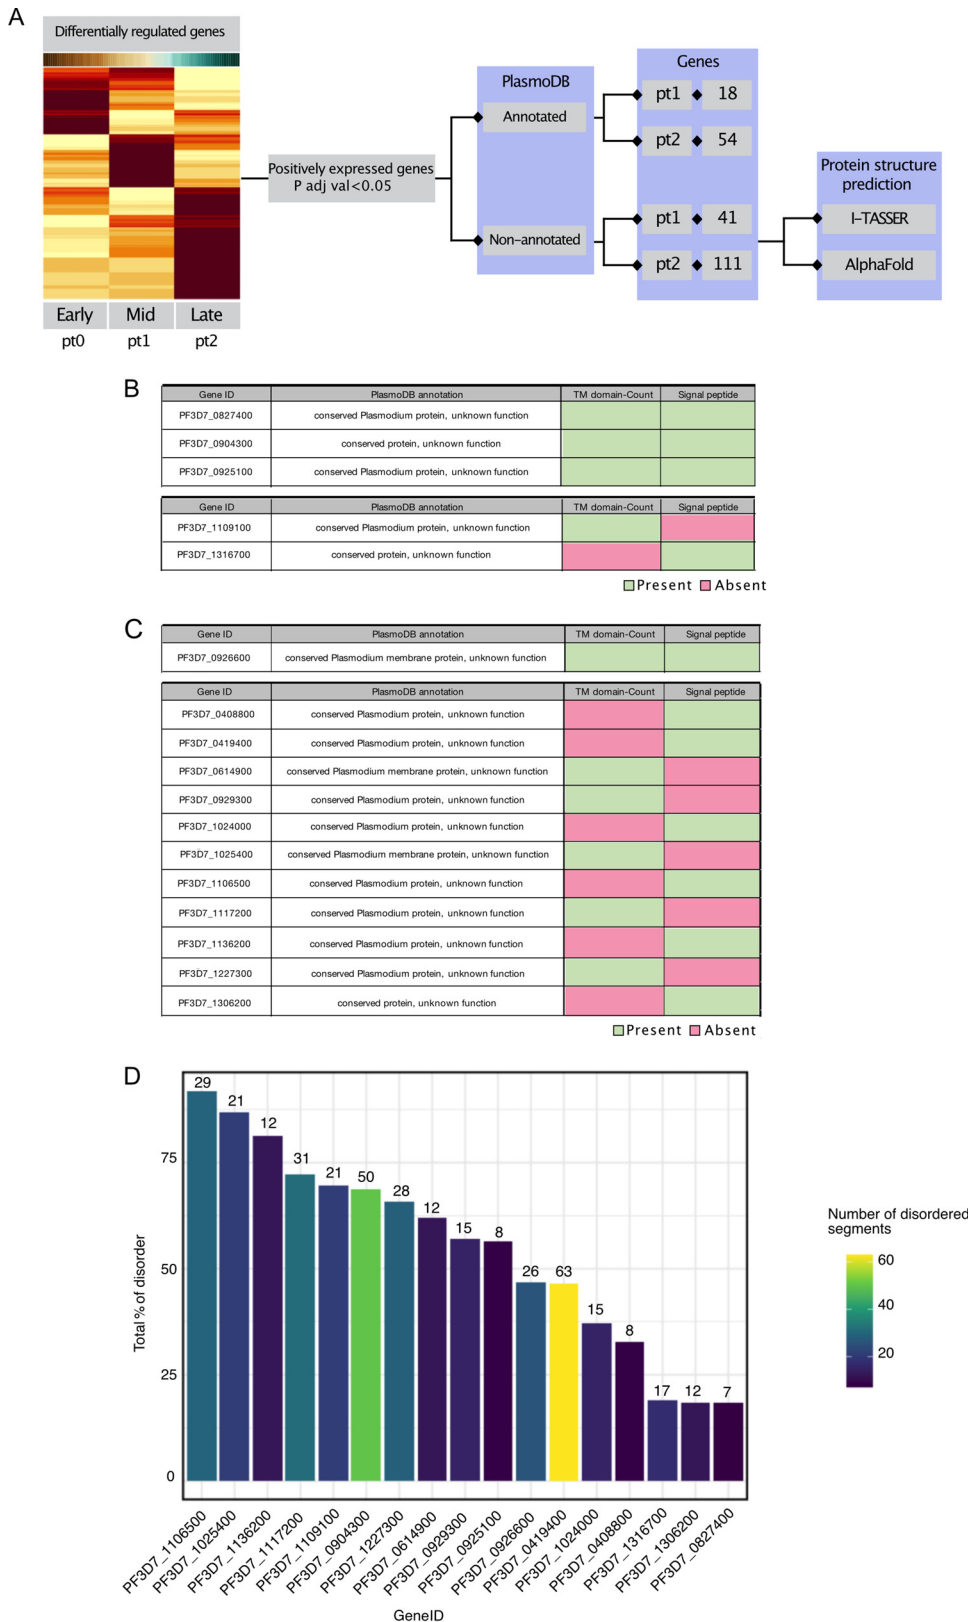 A
Differentially regulated genes
Early Mid Late
pt0 pt1 pt2
Positively expressed genes
P adj val<0.05
PlasmoDB
Annotated
Non-annotated
Genes
pt1 18
pt2 54
pt1 41
pt2 111
Protein structure
prediction
I-TASSER
AlphaFold
B
Gene ID PlasmoDB annotation TM domain-Count Signal peptide
PF3D7_0827400 conserved Plasmodium protein, unknown function
PF3D7_0904300 conserved protein, unknown function
PF3D7_0925100 conserved Plasmodium protein, unknown function
Gene ID PlasmoDB annotation TM domain-Count Signal peptide
PF3D7_1109100 conserved Plasmodium protein, unknown function
PF3D7_1316700 conserved protein, unknown function
Present Absent
C
Gene ID PlasmoDB annotation TM domain-Count Signal peptide
PF3D7_0926600 conserved Plasmodium membrane protein, unknown function
Gene ID PlasmoDB annotation TM domain-Count Signal peptide
PF3D7_0408800 conserved Plasmodium protein, unknown function
PF3D7_0419400 conserved Plasmodium protein, unknown function
PF3D7_0614900 conserved Plasmodium membrane protein, unknown function
PF3D7_0929300 conserved Plasmodium protein, unknown function
PF3D7_1024000 conserved Plasmodium protein, unknown function
PF3D7_1025400 conserved Plasmodium membrane protein, unknown function
PF3D7_1106500 conserved Plasmodium protein, unknown function
PF3D7_1117200 conserved Plasmodium protein, unknown function
PF3D7_1136200 conserved Plasmodium protein, unknown function
PF3D7_1227300 conserved Plasmodium protein, unknown function
PF3D7_1306200 conserved protein, unknown function
Present Absent
D
Total % of disorder
75
50
25
0
29
21
12
31
21
50
28
12
15
8
26
63
15
8
17
12
7
PF3D7_1106500
PF3D7_1025400
PF3D7_1136200
PF3D7_1117200
PF3D7_1109100
PF3D7_0904300
PF3D7_1227300
PF3D7_0614900
PF3D7_0929300
PF3D7_0925100
PF3D7_0926600
PF3D7_0419400
PF3D7_1024000
PF3D7_0408800
PF3D7_1316700
PF3D7_1306200
PF3D7_0827400
GeneID
Number of disordered
segments
60
40
20